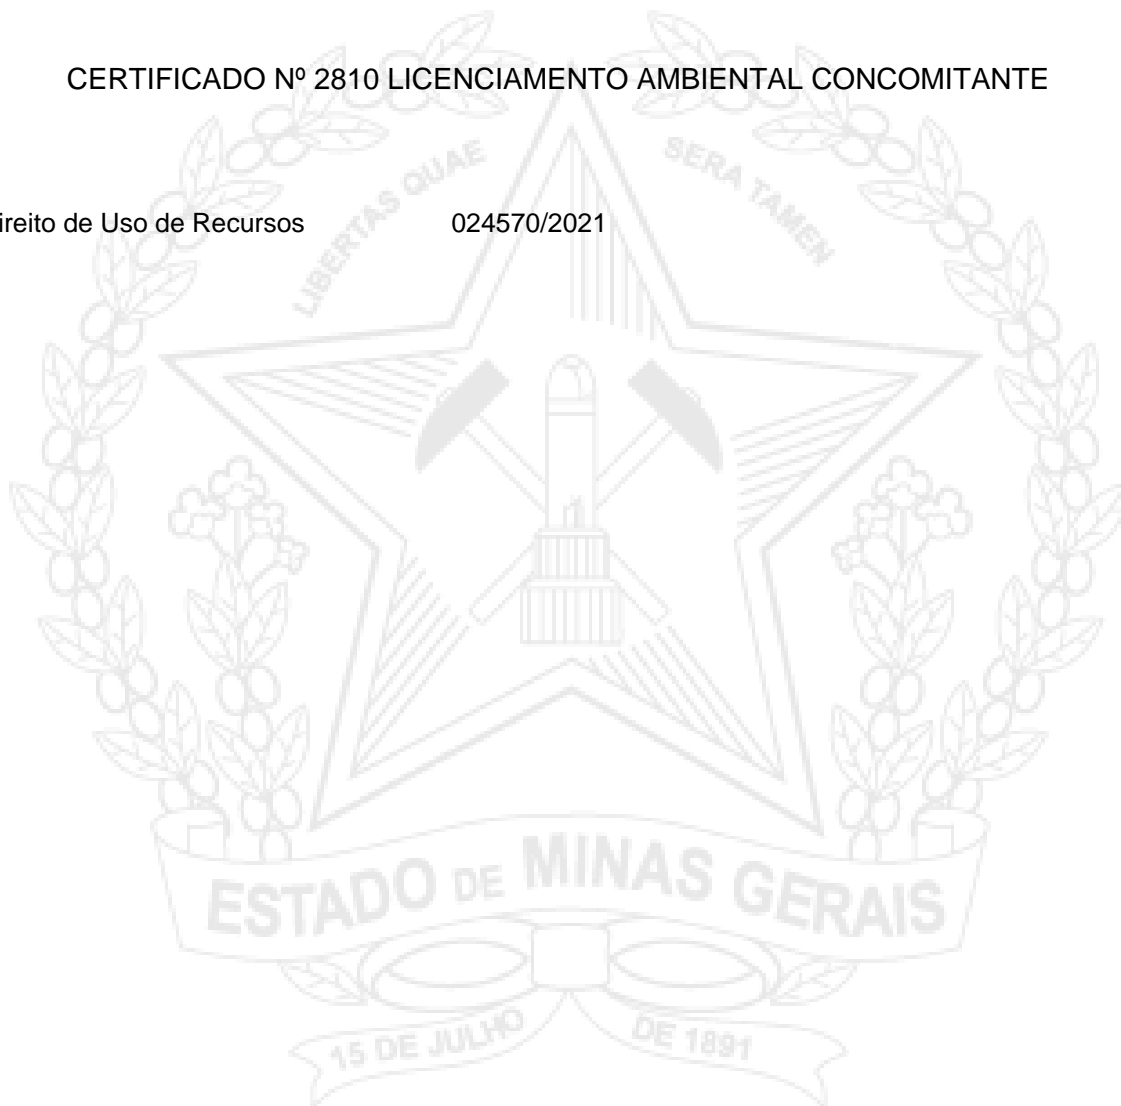 CERTIFICADO Nº 2810 LICENCIAMENTO AMBIENTAL CONCOMITANTE
LIBERTAS QUAE SERA TAMEN
ireito de Uso de Recursos 024570/2021
ESTADO DE MINAS GERAIS
15 DE JULHO DE 1891